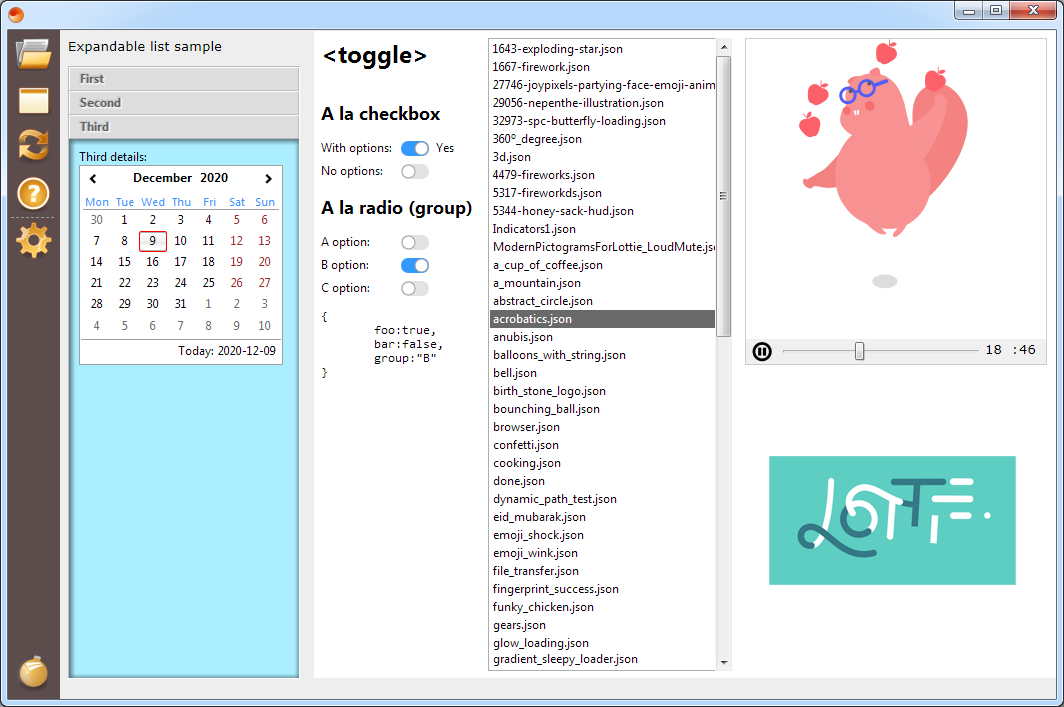 Expandable list sample
First
Second
Third
Third details:
December 2020
Mon Tue Wed Thu Fri Sat Sun
30 1 2 3 4 5 6
7 8 9 10 11 12 13
14 15 16 17 18 19 20
21 22 23 24 25 26 27
28 29 30 31 1 2 3
4 5 6 7 8 9 10
Today: 2020-12-09
<toggle>
A la checkbox
With options: Yes
No options:
A la radio (group)
A option:
B option:
C option:
{
foo:true,
bar:false,
group:"B"
}
1643-exploding-star.json
1667-firework.json
27746-joypixels-partying-face-emoji-anim
29056-nepenthe-illustration.json
32973-spc-butterfly-loading.json
360º_degree.json
3d.json
4479-fireworks.json
5317-fireworkds.json
5344-honey-sack-hud.json
Indicators1.json
ModernPictogramsForLottie_LoudMute.jso
a_cup_of_coffee.json
a_mountain.json
abstract_circle.json
acrobatics.json
anubis.json
balloons_with_string.json
bell.json
birth_stone_logo.json
bounching_ball.json
browser.json
confetti.json
cooking.json
done.json
dynamic_path_test.json
eid_mubarak.json
emoji_shock.json
emoji_wink.json
file_transfer.json
fingerprint_success.json
funky_chicken.json
gears.json
glow_loading.json
gradient_sleepy_loader.json
18 :46
LOTTIE.